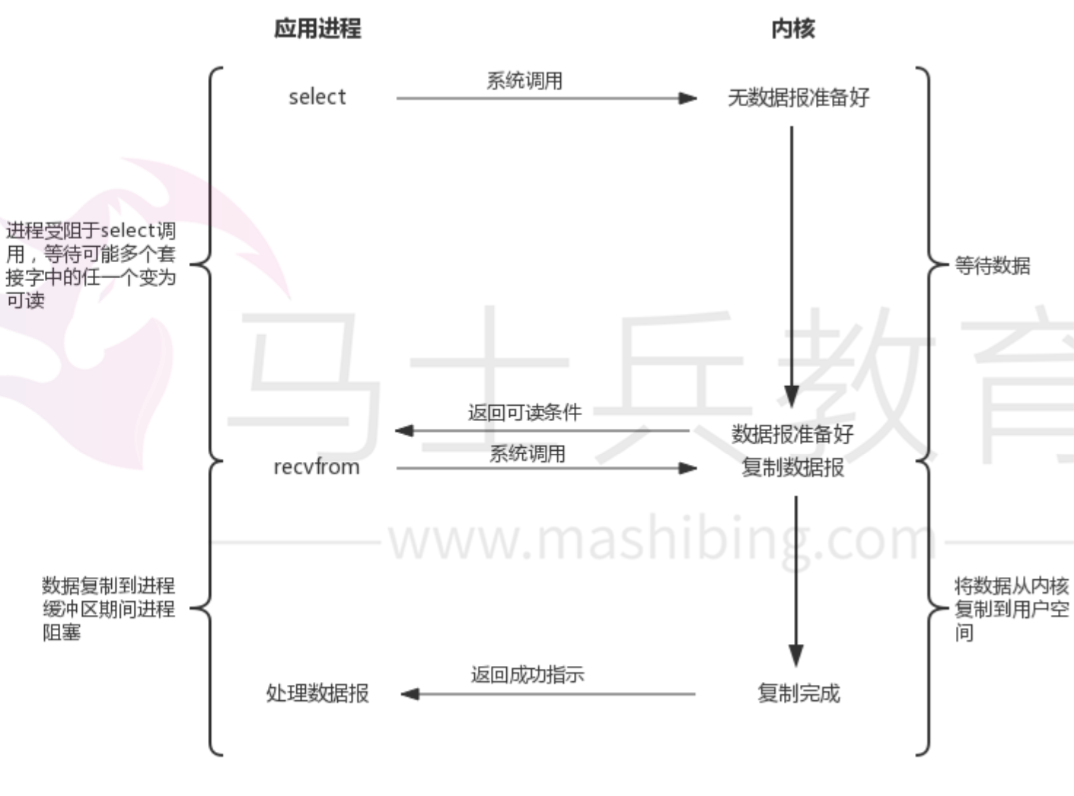 应用进程
内核
select
系统调用
无数据报准备好
进程受阻于select调
用，等待可能多个套
接字中的任一个变为
可读
等待数据
马士兵教育
返回可读条件
数据报准备好
recvfrom
系统调用
复制数据报
www.mashibing.com
数据复制到进程
缓冲区期间进程
阻塞
将数据从内核
复制到用户空
间
处理数据报
返回成功指示
复制完成